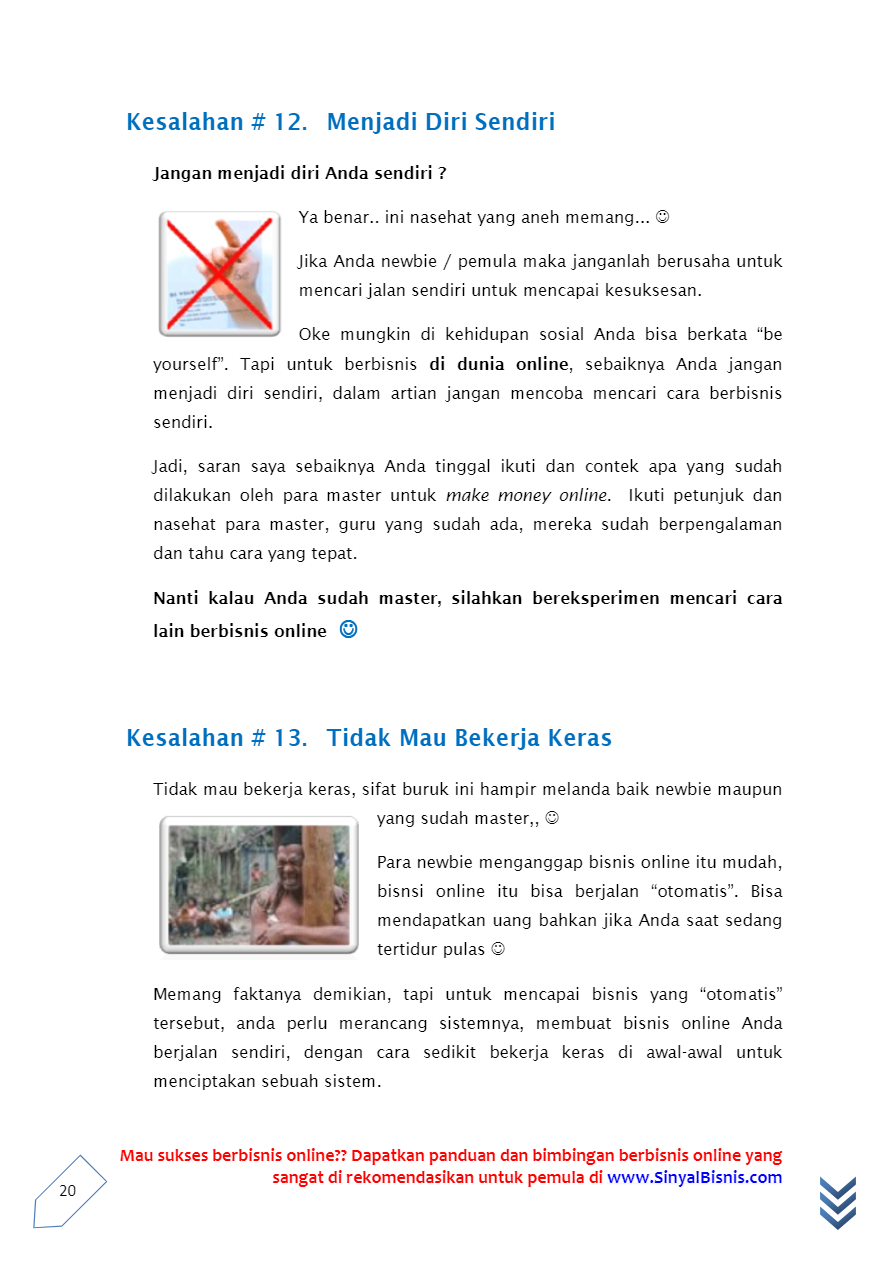 Kesalahan # 12. Menjadi Diri Sendiri
Jangan menjadi diri Anda sendiri ?
Ya benar.. ini nasehat yang aneh memang... ☺
Jika Anda newbie / pemula maka janganlah berusaha untuk
mencari jalan sendiri untuk mencapai kesuksesan.
Oke mungkin di kehidupan sosial Anda bisa berkata “be
yourself”. Tapi untuk berbisnis di dunia online, sebaiknya Anda jangan
menjadi diri sendiri, dalam artian jangan mencoba mencari cara berbisnis
sendiri.
Jadi, saran saya sebaiknya Anda tinggal ikuti dan contek apa yang sudah
dilakukan oleh para master untuk make money online. Ikuti petunjuk dan
nasehat para master, guru yang sudah ada, mereka sudah berpengalaman
dan tahu cara yang tepat.
Nanti kalau Anda sudah master, silahkan bereksperimen mencari cara
lain berbisnis online ☺
Kesalahan # 13. Tidak Mau Bekerja Keras
Tidak mau bekerja keras, sifat buruk ini hampir melanda baik newbie maupun
yang sudah master,, ☺
Para newbie menganggap bisnis online itu mudah,
bisnsi online itu bisa berjalan “otomatis”. Bisa
mendapatkan uang bahkan jika Anda saat sedang
tertidur pulas ☺
Memang faktanya demikian, tapi untuk mencapai bisnis yang “otomatis”
tersebut, anda perlu merancang sistemnya, membuat bisnis online Anda
berjalan sendiri, dengan cara sedikit bekerja keras di awal-awal untuk
menciptakan sebuah sistem.
Mau sukses berbisnis online?? Dapatkan panduan dan bimbingan berbisnis online yang
sangat di rekomendasikan untuk pemula di www.SinyalBisnis.com
20